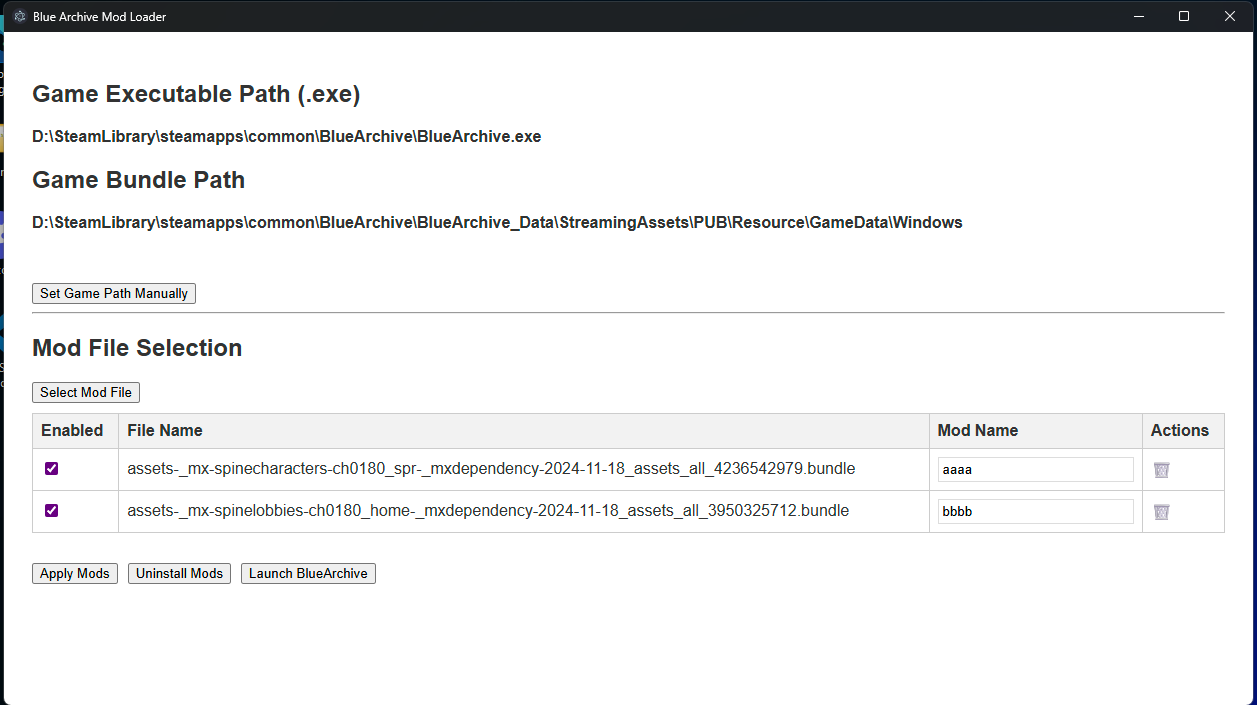 Blue Archive Mod Loader
Game Executable Path (.exe)
D:\SteamLibrary\steamapps\common\BlueArchive\BlueArchive.exe
Game Bundle Path
D:\SteamLibrary\steamapps\common\BlueArchive\BlueArchive_Data\StreamingAssets\PUB\Resource\GameData\Windows
Set Game Path Manually
Mod File Selection
Select Mod File
Enabled File Name Mod Name Actions
assets-_mx-spinecharacters-ch0180_spr-_mxdependency-2024-11-18_assets_all_4236542979.bundle aaaa
assets-_mx-spinelobbies-ch0180_home-_mxdependency-2024-11-18_assets_all_3950325712.bundle bbbb
Apply Mods Uninstall Mods Launch BlueArchive